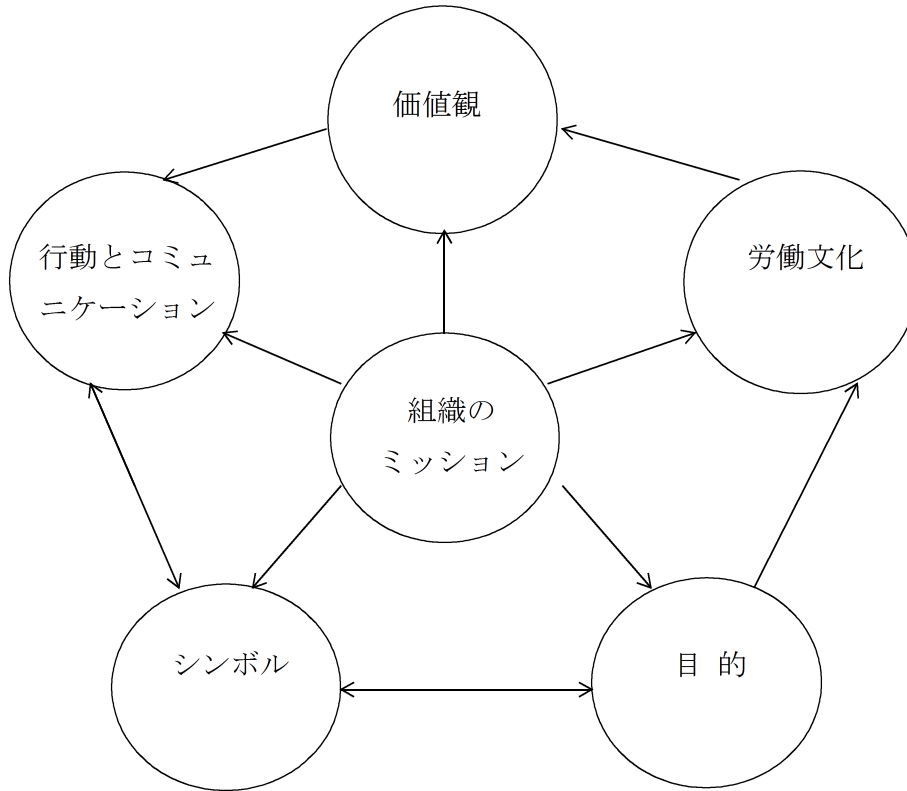 価値観
行動とコミュ
ニケーション
労働文化
組織の
ミッション
シンボル
目 的